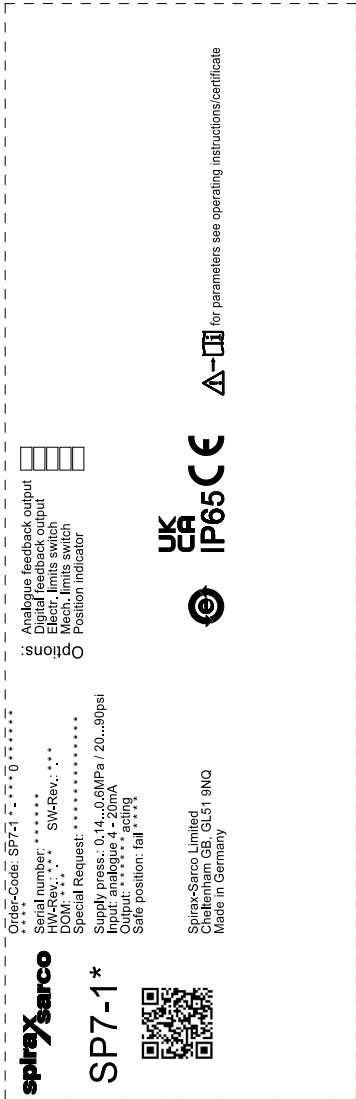 spirax
sarco
SP7-1*
Order-Code: SP7-1 * - * * * 0 * * * * * *
* * * *
Serial number: * * * * * *
HW-Rev.: * * * SW-Rev.: * * *
DOM: * * *
Special Request: * * * * * * * * * * * * *
Supply press.: 0.14...0.6MPa / 20...90psi
Input: analogue 4 - 20mA
Output: * * * * * * acting
Safe position: fail * * * *
Spirax-Sarco Limited
Cheltenham GB, GL51 9NQ
Made in Germany
Options:
Analogue feedback output
Digital feedback output
Electr. limits switch
Mech. limits switch
Position indicator
e
UK
CA
IP65 CE
i for parameters see operating instructions/certificate